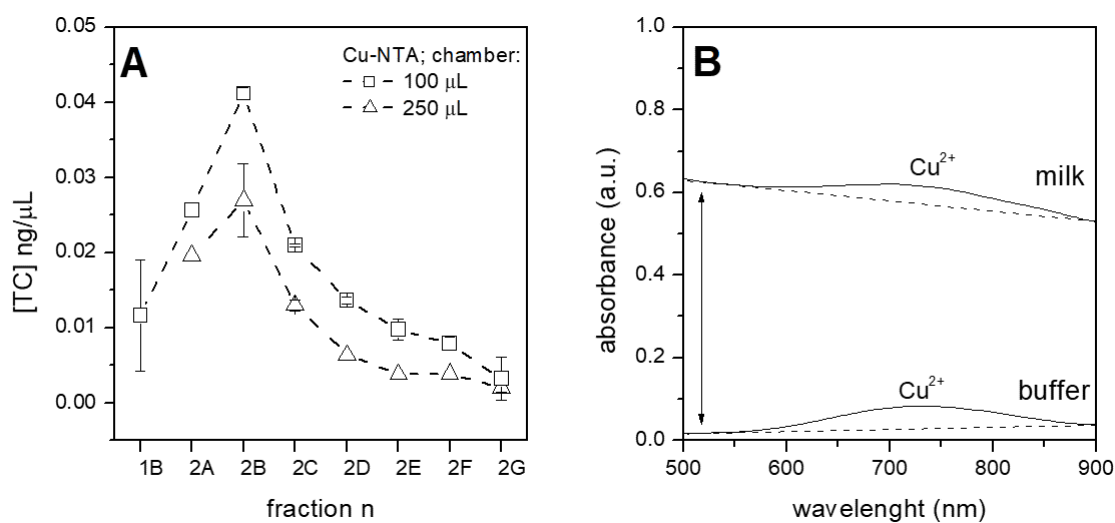 A
Cu-NTA; chamber:
100 μL
250 μL
[TC] ng/μL
0.05
0.04
0.03
0.02
0.01
0.00
1B 2A 2B 2C 2D 2E 2F 2G
fraction n
B
Cu2+
milk
Cu2+
buffer
absorbance (a.u.)
1.0
0.8
0.6
0.4
0.2
0.0
500 600 700 800 900
wavelenght (nm)